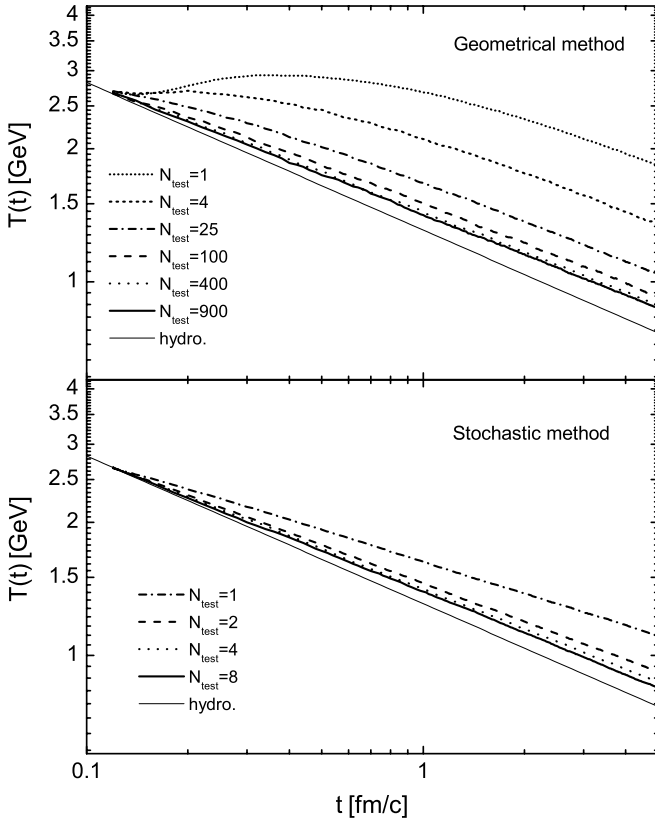 4
3.5
3
2.5
2
1.5
1
T(t) [GeV]
Geometrical method
N_test=1
N_test=4
N_test=25
N_test=100
N_test=400
N_test=900
hydro.
4
3.5
3
2.5
2
1.5
1
T(t) [GeV]
Stochastic method
N_test=1
N_test=2
N_test=4
N_test=8
hydro.
0.1 1
t [fm/c]